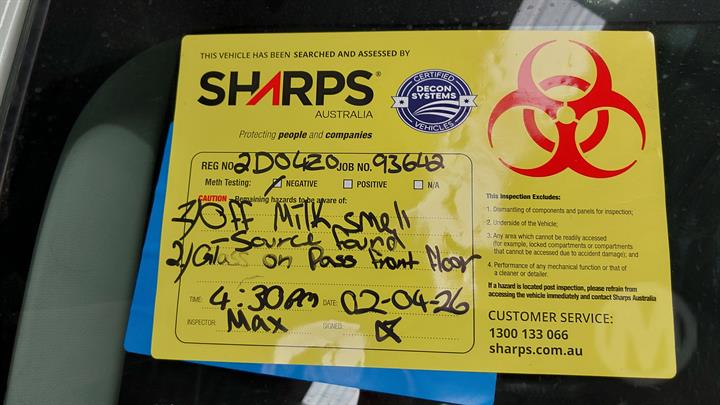 THIS VEHICLE HAS BEEN SEARCHED AND ASSESSED BY
SHARPS®
AUSTRALIA
CERTIFIED
DECON
SYSTEMS
VEHICLES
Protecting people and companies
REG NO. 2DO4ZO JOB NO. 93642
Meth Testing: NEGATIVE POSITIVE N/A
CAUTION - Remaining hazards to be aware of:
1/Off Milk smell
- Source found
2/Glass on Pass front floor
TIME: 4:30pm DATE: 02-04-26
INSPECTOR: Max SIGNED:
This Inspection Excludes:
1. Dismantling of components and panels for inspection;
2. Underside of the Vehicle;
3. Any area which cannot be readily accessed
(for example, locked compartments or compartments
that cannot be accessed due to accident damage); and
4. Performance of any mechanical function or that of
a cleaner or detailer.
If a hazard is located post inspection, please refrain from
accessing the vehicle immediately and contact Sharps Australia
CUSTOMER SERVICE:
1300 133 066
sharps.com.au